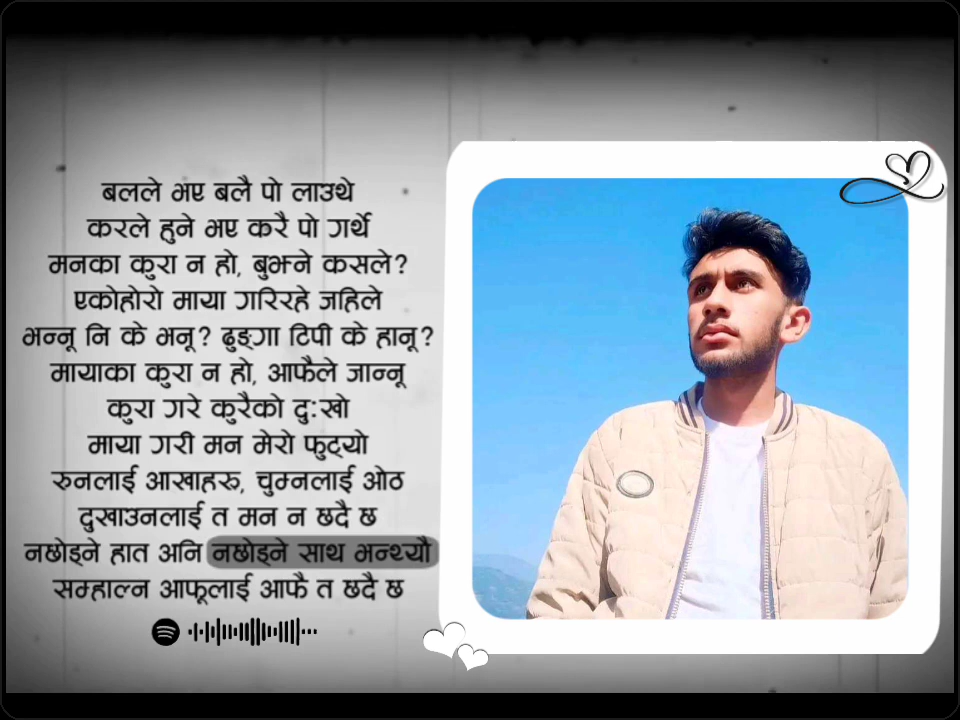 बलले भए बलै पो लाउथे
करले हुने भए करै पो गर्थे
मनका कुरा न हो, बुझ्ने कसले?
एकोहोरो माया गरिरहे जहिले
भन्नू नि के भनू? ढुङ्गा टिपी के हानू?
मायाका कुरा न हो, आफैले जान्नू
कुरा गरे कुरैको दुःखो
माया गरी मन मेरो फुट्यो
रुनलाई आखाहरु, चुम्नलाई ओठ
दुखाउनलाई त मन न छदै छ
नछोड्ने हात अनि नछोड्ने साथ भन्थ्यौ
सम्हाल्न आफूलाई आफै त छदै छ